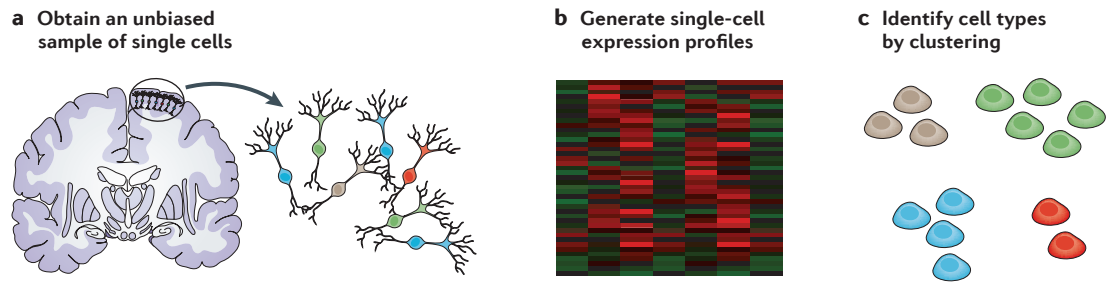 a Obtain an unbiased
sample of single cells
b Generate single-cell
expression profiles
c Identify cell types
by clustering